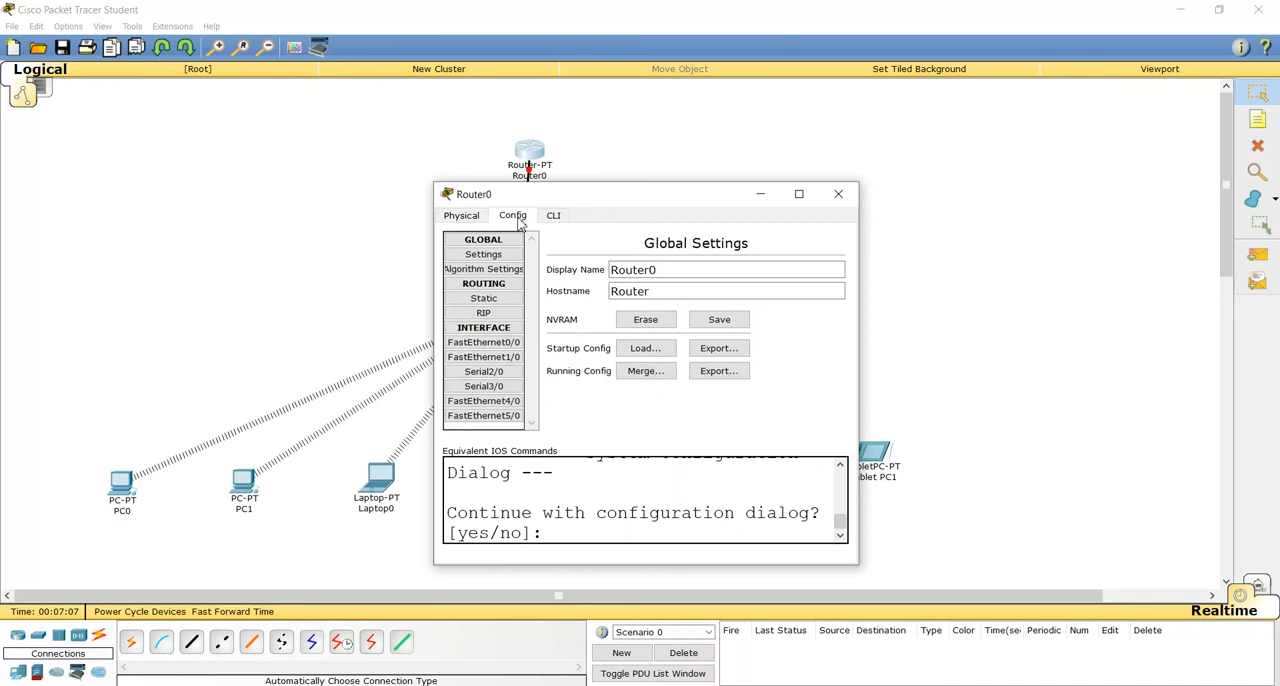 Cisco Packet Tracer Student
File Edit Options View Tools Extensions Help
Logical [Root] New Cluster Move Object Set Tiled Background Viewport
Router-PT
Router0
Router0
Physical Config CLI
GLOBAL
Settings
Algorithm Settings
ROUTING
Static
RIP
INTERFACE
FastEthernet0/0
FastEthernet1/0
Serial2/0
Serial3/0
FastEthernet4/0
FastEthernet5/0
Global Settings
Display Name Router0
Hostname Router
NVRAM Erase Save
Startup Config Load... Export...
Running Config Merge... Export...
Equivalent IOS Commands
Dialog ---
Continue with configuration dialog?
[yes/no]:
PC-PT
PC0
PC-PT
PC1
Laptop-PT
Laptop0
bletPC-PT
blet PC1
Time: 00:07:07 Power Cycle Devices Fast Forward Time
Realtime
Connections
Automatically Choose Connection Type
Scenario 0
New Delete
Toggle PDU List Window
Fire Last Status Source Destination Type Color Time(sec Periodic Num Edit Delete